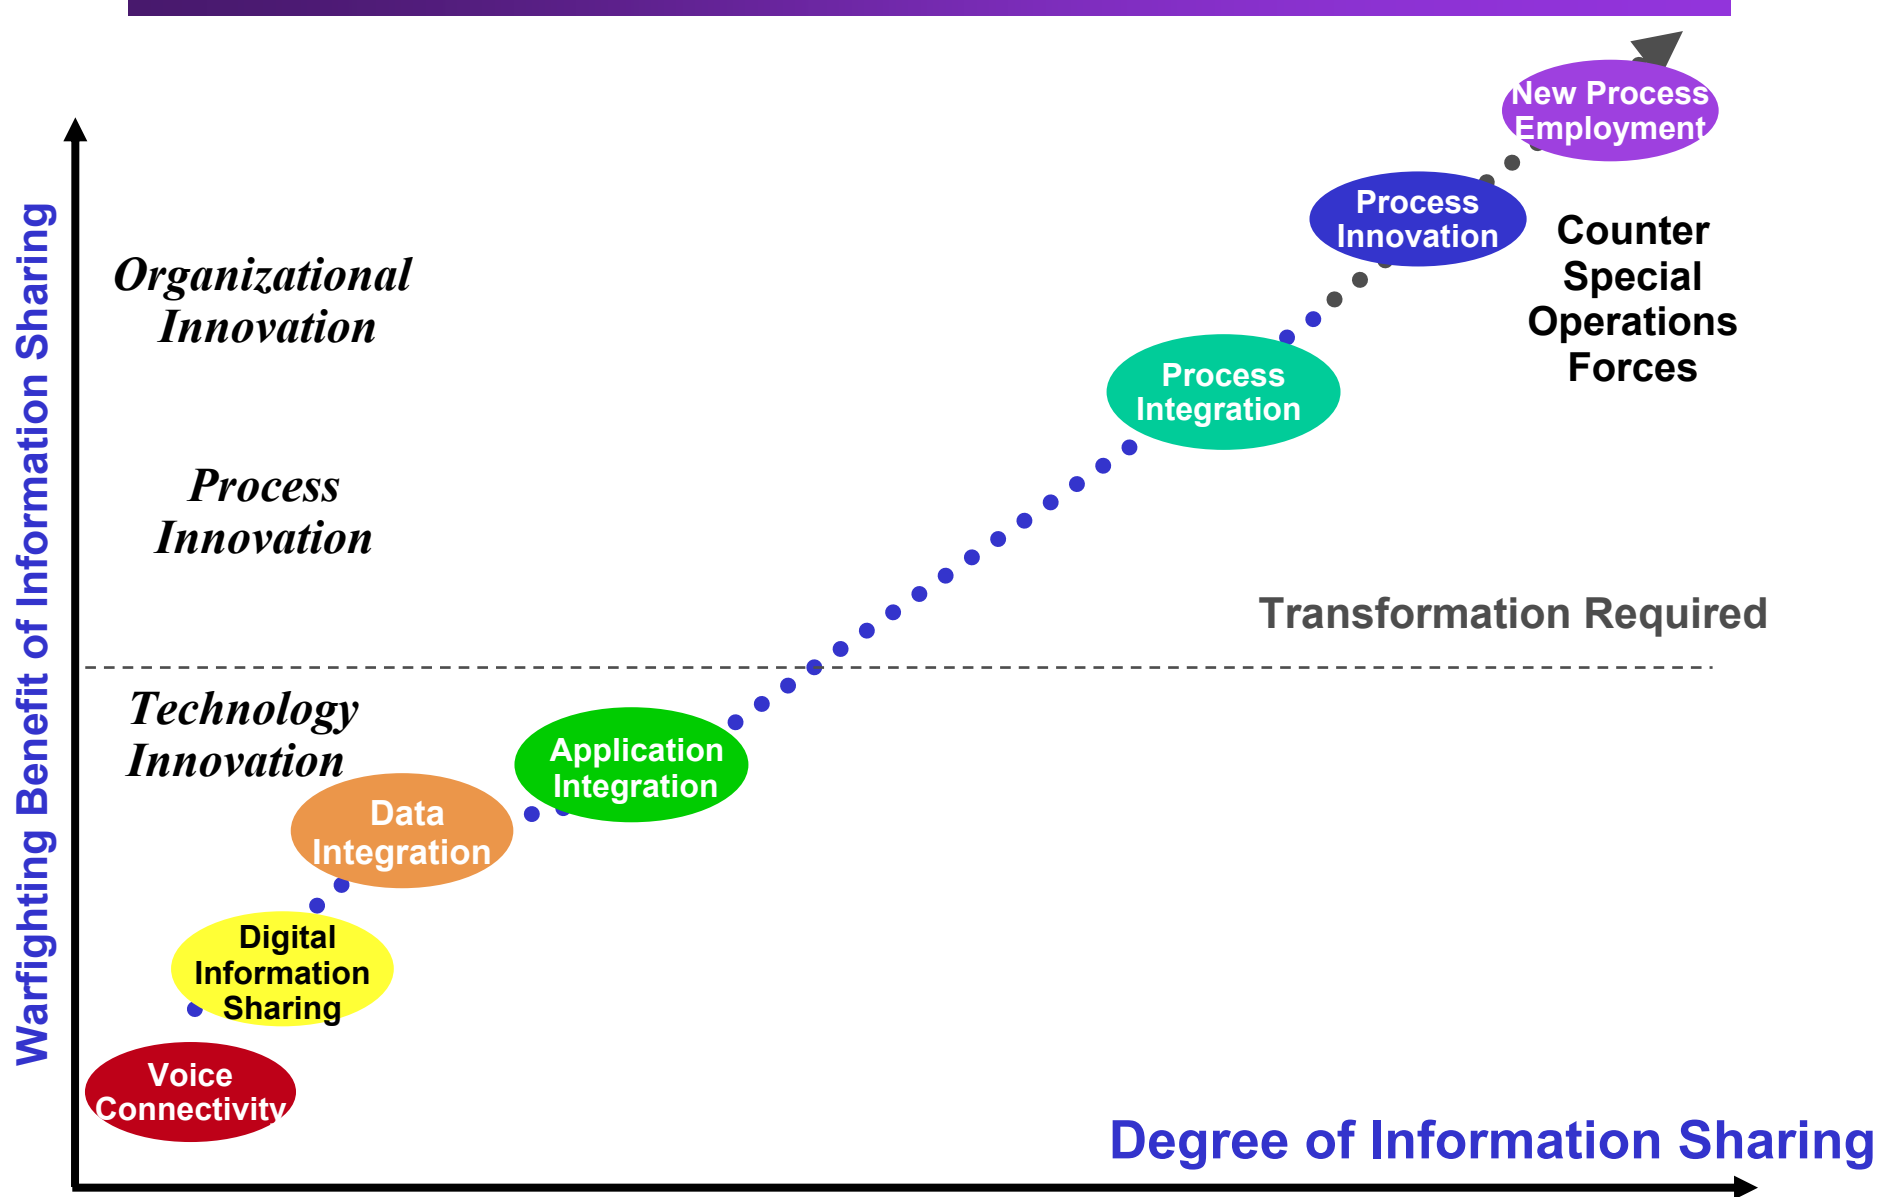 New Process
Employment
Process
Innovation
Counter
Special
Operations
Forces
Organizational
Innovation
Process
Integration
Process
Innovation
Transformation Required
Technology
Innovation
Application
Integration
Data
Integration
Digital
Information
Sharing
Voice
Connectivity
Warfighting Benefit of Information Sharing
Degree of Information Sharing